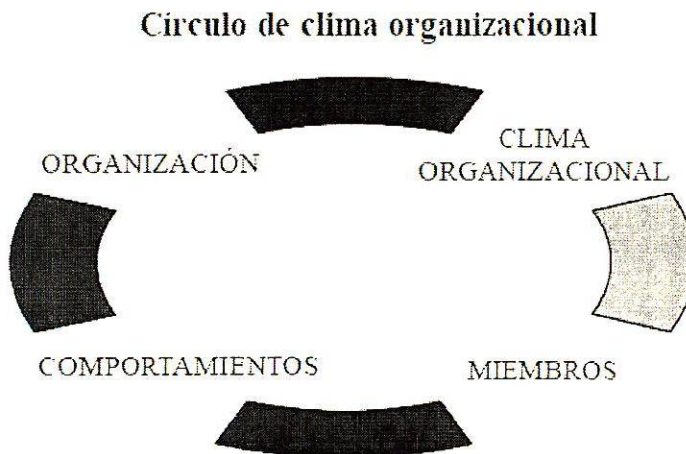 Círculo de clima organizacional
ORGANIZACIÓN
CLIMA
ORGANIZACIONAL
COMPORTAMIENTOS
MIEMBROS